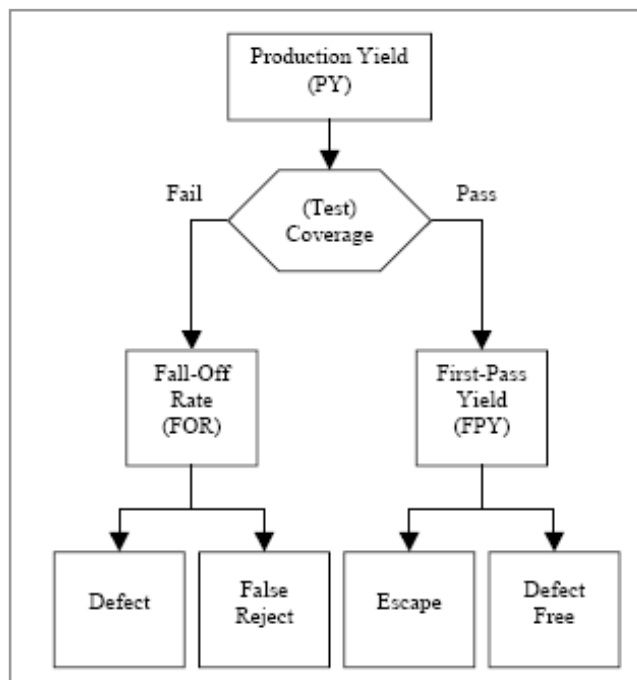 Production Yield
(PY)
Fail
(Test)
Coverage
Pass
Fall-Off
Rate
(FOR)
First-Pass
Yield
(FPY)
Defect
False
Reject
Escape
Defect
Free